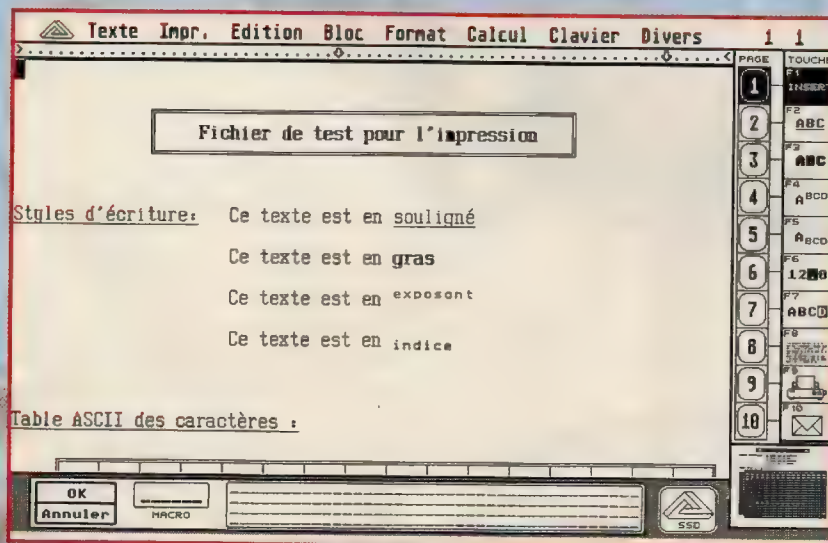 Texte Impr. Edition Bloc Format Calcul Clavier Divers 1 1
PAGE TOUCHE
1 F1 INSERT
2 F2 ABC
3 F3 ABC
4 F4 ABCD
5 F5 ABCD
6 F6
7 F7 ABCD
8 F8
9 F9
10 F10
Fichier de test pour l'impression
Styles d'écriture: Ce texte est en souligné
Ce texte est en gras
Ce texte est en exposant
Ce texte est en indice
Table ASCII des caractères :
OK
Annuler
MACRO
SSD